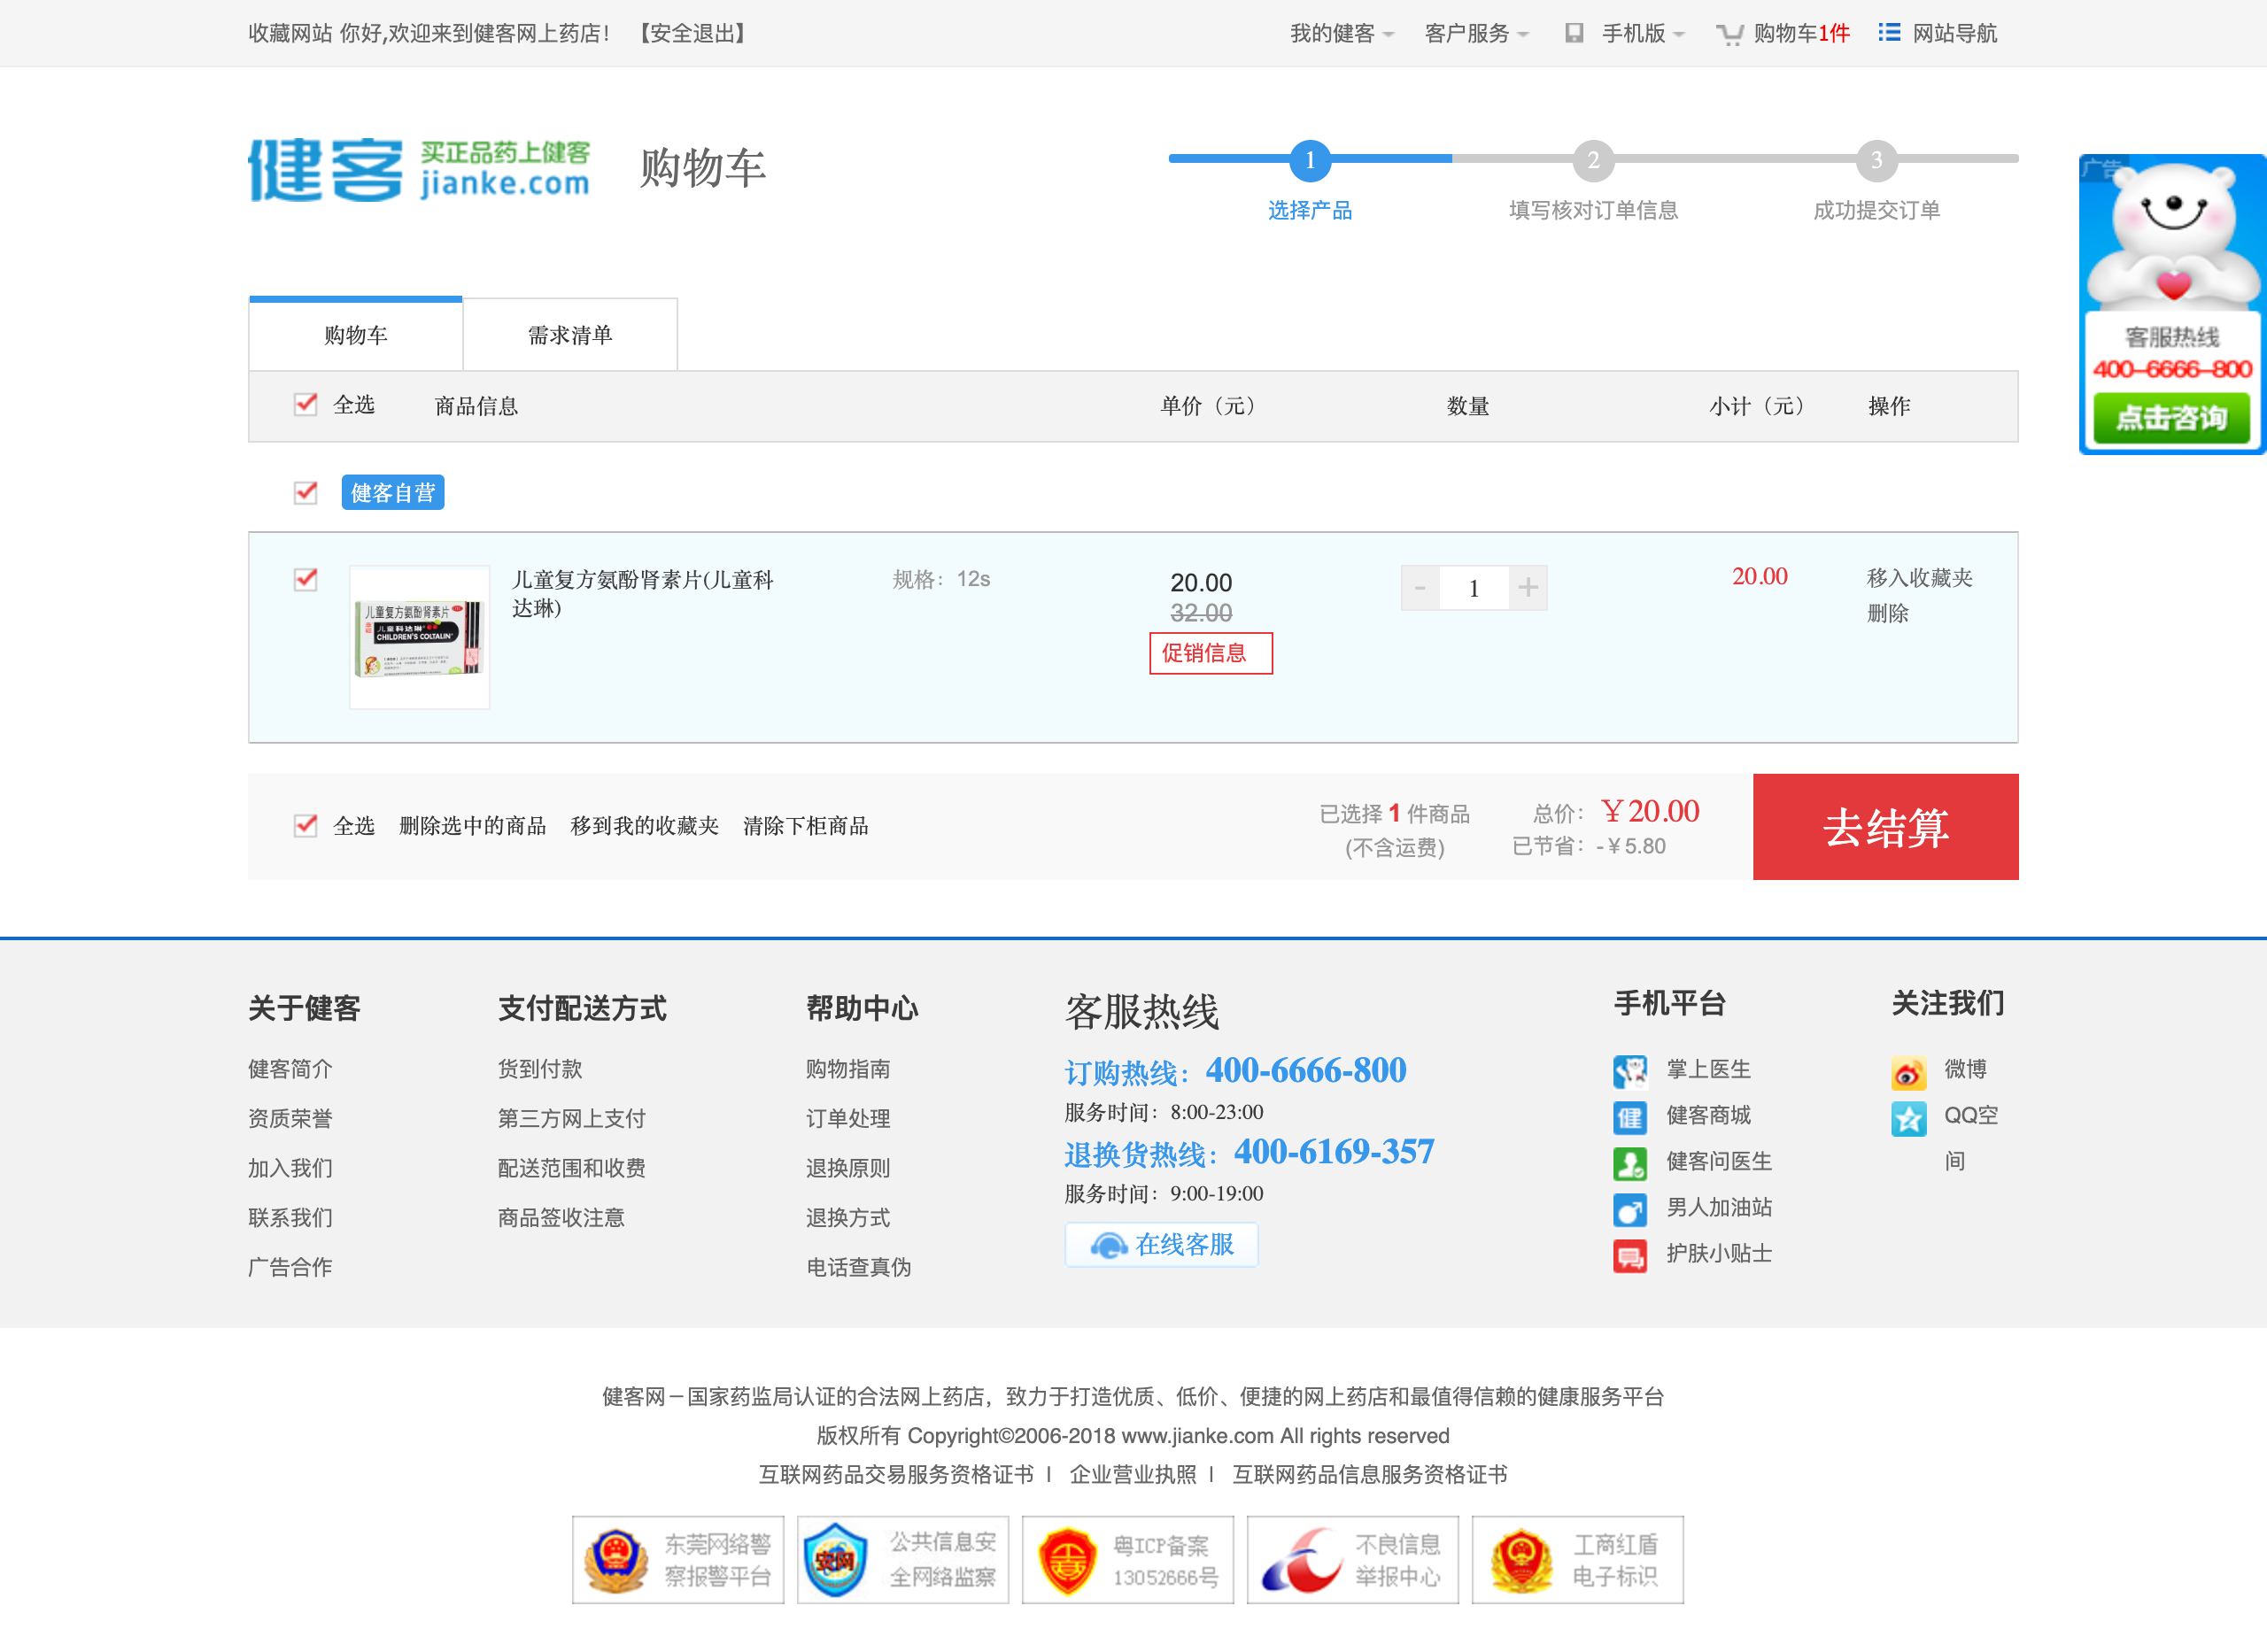 收藏网站 你好,欢迎来到健客网上药店！ 【安全退出】
我的健客 客户服务 手机版 购物车1件 网站导航
健客 买正品药上健客 jianke.com 购物车
1 2 3
选择产品 填写核对订单信息 成功提交订单
广告
客服热线
400-6666-800
点击咨询
购物车 需求清单
全选 商品信息 单价（元） 数量 小计（元） 操作
健客自营
儿童复方氨酚肾素片(儿童科
达琳)
规格：12s
20.00
32.00
促销信息
- 1 +
20.00
移入收藏夹
删除
儿童复方氨酚肾素片
儿童科达琳
CHILDREN'S COLTALIN
全选 删除选中的商品 移到我的收藏夹 清除下柜商品
已选择 1 件商品
(不含运费)
总价：￥20.00
已节省：-￥5.80
去结算
关于健客
健客简介
资质荣誉
加入我们
联系我们
广告合作
支付配送方式
货到付款
第三方网上支付
配送范围和收费
商品签收注意
帮助中心
购物指南
订单处理
退换原则
退换方式
电话查真伪
客服热线
订购热线：400-6666-800
服务时间：8:00-23:00
退换货热线：400-6169-357
服务时间：9:00-19:00
在线客服
手机平台
掌上医生
健 健客商城
健客问医生
男人加油站
护肤小贴士
关注我们
微博
QQ空
间
健客网－国家药监局认证的合法网上药店，致力于打造优质、低价、便捷的网上药店和最值得信赖的健康服务平台
版权所有 Copyright©2006-2018 www.jianke.com All rights reserved
互联网药品交易服务资格证书 | 企业营业执照 | 互联网药品信息服务资格证书
东莞网络警
察报警平台
安网
公共信息安
全网络监察
粤ICP备案
13052666号
不良信息
举报中心
工商红盾
电子标识